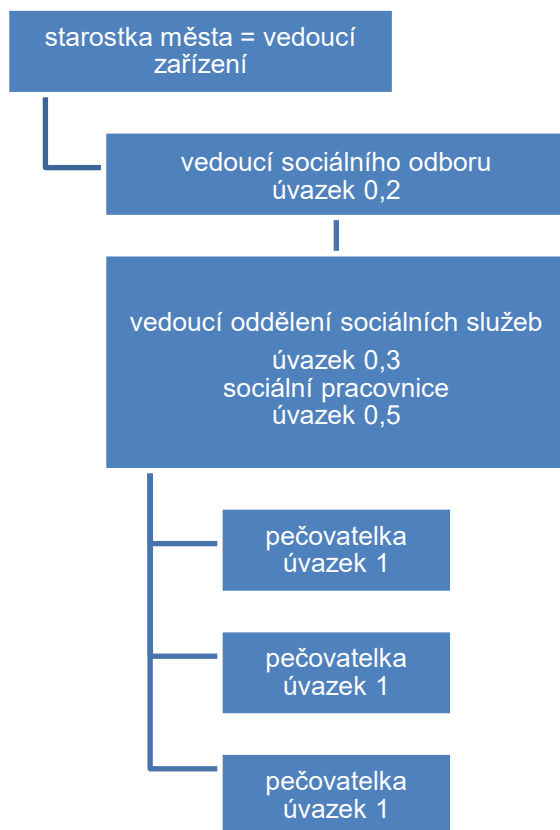 starostka města = vedoucí
zařízení
vedoucí sociálního odboru
úvazek 0,2
vedoucí oddělení sociálních služeb
úvazek 0,3
sociální pracovnice
úvazek 0,5
pečovatelka
úvazek 1
pečovatelka
úvazek 1
pečovatelka
úvazek 1